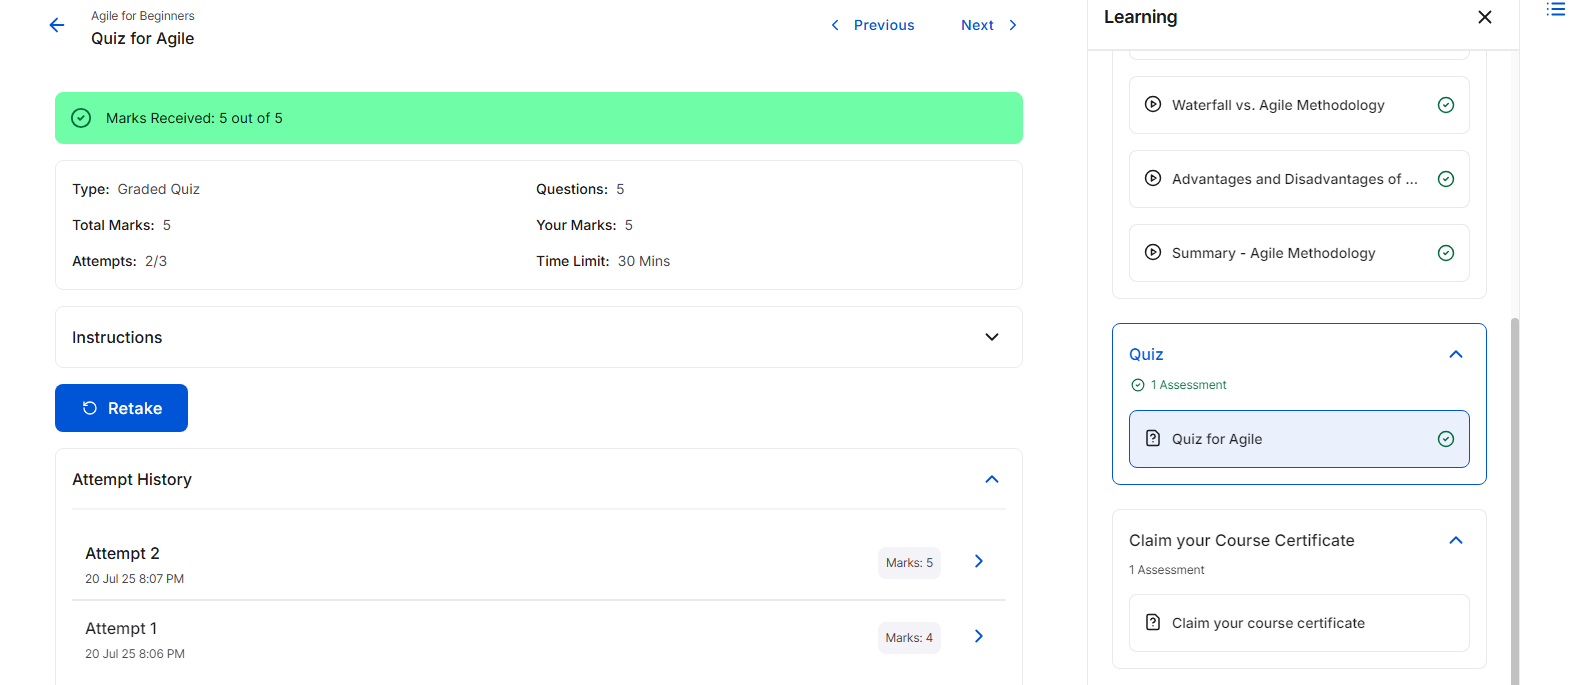 Agile for Beginners
Quiz for Agile
Previous
Next
Marks Received: 5 out of 5
Type: Graded Quiz
Questions: 5
Total Marks: 5
Your Marks: 5
Attempts: 2/3
Time Limit: 30 Mins
Instructions
Retake
Attempt History
Attempt 2
20 Jul 25 8:07 PM
Marks: 5
Attempt 1
20 Jul 25 8:06 PM
Marks: 4
Learning
Waterfall vs. Agile Methodology
Advantages and Disadvantages of ...
Summary - Agile Methodology
Quiz
1 Assessment
Quiz for Agile
Claim your Course Certificate
1 Assessment
Claim your course certificate